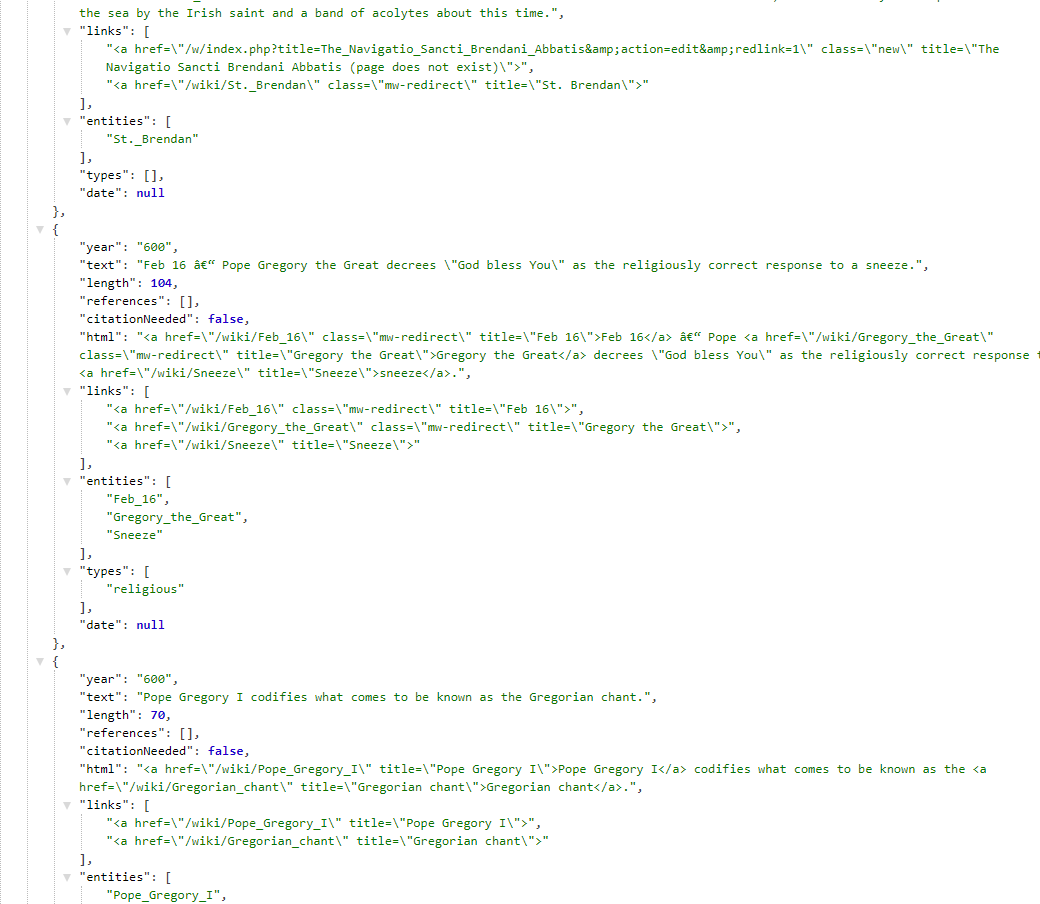 the sea by the Irish saint and a band of acolytes about this time.",
"links": [
"<a href=\"/w/index.php?title=The_Navigatio_Sancti_Brendani_Abbatis&amp;action=edit&amp;redlink=1\" class=\"new\" title=\"The
Navigatio Sancti Brendani Abbatis (page does not exist)\">",
"<a href=\"/wiki/St._Brendan\" class=\"mw-redirect\" title=\"St. Brendan\">"
],
"entities": [
"St._Brendan"
],
"types": [],
"date": null
},
{
"year": "600",
"text": "Feb 16 â€“ Pope Gregory the Great decrees \"God bless You\" as the religiously correct response to a sneeze.",
"length": 104,
"references": [],
"citationNeeded": false,
"html": "<a href=\"/wiki/Feb_16\" class=\"mw-redirect\" title=\"Feb 16\">Feb 16</a> â€“ Pope <a href=\"/wiki/Gregory_the_Great\"
class=\"mw-redirect\" title=\"Gregory the Great\">Gregory the Great</a> decrees \"God bless You\" as the religiously correct response
<a href=\"/wiki/Sneeze\" title=\"Sneeze\">sneeze</a>.",
"links": [
"<a href=\"/wiki/Feb_16\" class=\"mw-redirect\" title=\"Feb 16\">",
"<a href=\"/wiki/Gregory_the_Great\" class=\"mw-redirect\" title=\"Gregory the Great\">",
"<a href=\"/wiki/Sneeze\" title=\"Sneeze\">"
],
"entities": [
"Feb_16",
"Gregory_the_Great",
"Sneeze"
],
"types": [
"religious"
],
"date": null
},
{
"year": "600",
"text": "Pope Gregory I codifies what comes to be known as the Gregorian chant.",
"length": 70,
"references": [],
"citationNeeded": false,
"html": "<a href=\"/wiki/Pope_Gregory_I\" title=\"Pope Gregory I\">Pope Gregory I</a> codifies what comes to be known as the <a
href=\"/wiki/Gregorian_chant\" title=\"Gregorian chant\">Gregorian chant</a>.",
"links": [
"<a href=\"/wiki/Pope_Gregory_I\" title=\"Pope Gregory I\">",
"<a href=\"/wiki/Gregorian_chant\" title=\"Gregorian chant\">"
],
"entities": [
"Pope_Gregory_I",